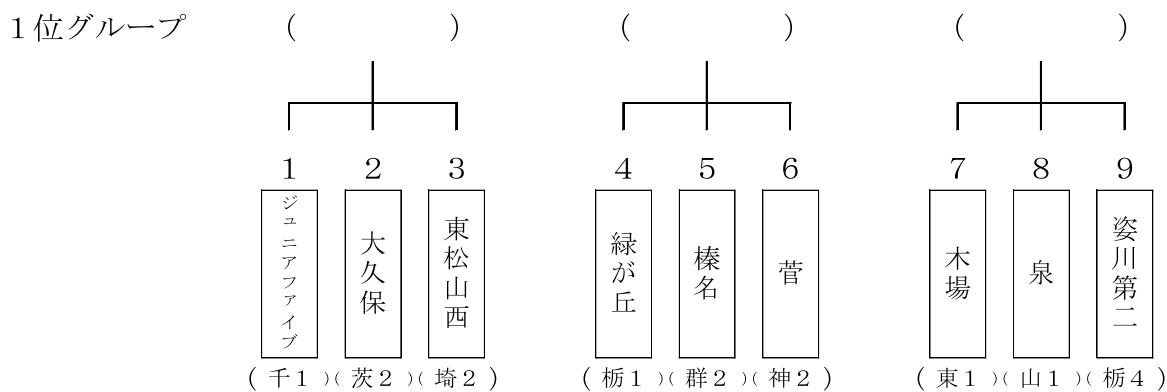 1位グループ ( ) ( ) ( )
1 2 3 4 5 6 7 8 9
ジュニアファイブ
大久保
東松山西
緑が丘
榛名
菅
木場
泉
姿川第二
(千1)(茨2)(埼2) (栃1)(群2)(神2) (東1)(山1)(栃4)